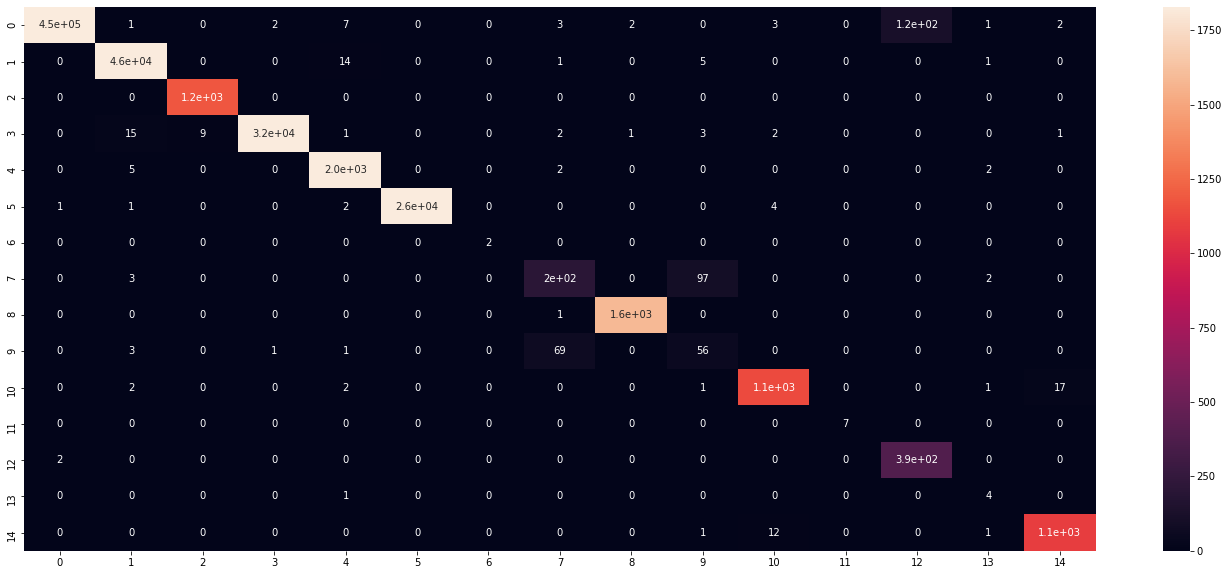 0 4.5e+05 1 0 2 7 0 0 3 2 0 3 0 1.2e+02 1 2
1 0 4.6e+04 0 0 14 0 0 1 0 5 0 0 0 1 0
2 0 0 1.2e+03 0 0 0 0 0 0 0 0 0 0 0 0
3 0 15 9 3.2e+04 1 0 0 2 1 3 2 0 0 0 1
4 0 5 0 0 2.0e+03 0 0 2 0 0 0 0 0 2 0
5 1 1 0 0 2 2.6e+04 0 0 0 0 4 0 0 0 0
6 0 0 0 0 0 0 2 0 0 0 0 0 0 0 0
7 0 3 0 0 0 0 0 2e+02 0 97 0 0 0 2 0
8 0 0 0 0 0 0 0 1 1.6e+03 0 0 0 0 0 0
9 0 3 0 1 1 0 0 69 0 56 0 0 0 0 0
10 0 2 0 0 2 0 0 0 0 1 1.1e+03 0 0 1 17
11 0 0 0 0 0 0 0 0 0 0 0 7 0 0 0
12 2 0 0 0 0 0 0 0 0 0 0 0 3.9e+02 0 0
13 0 0 0 0 1 0 0 0 0 0 0 0 0 4 0
14 0 0 0 0 0 0 0 0 0 1 12 0 0 1 1.1e+03
0 1 2 3 4 5 6 7 8 9 10 11 12 13 14
1750
1500
1250
1000
750
500
250
0